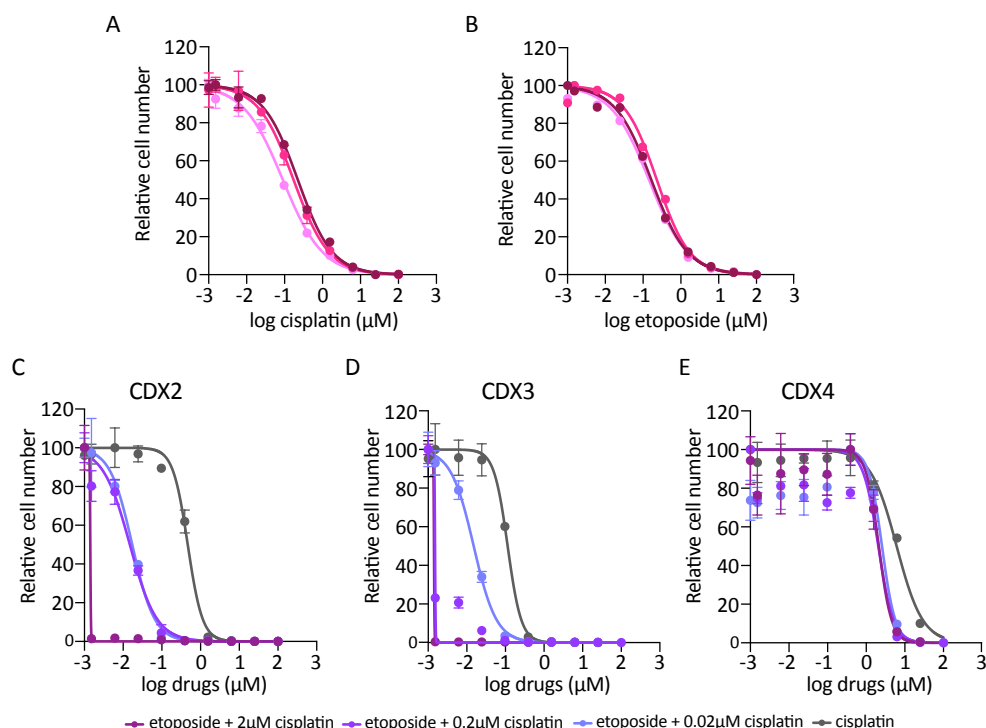 A
B
120
100
80
60
40
20
0
Relative cell number
-3 -2 -1 0 1 2 3
log cisplatin (µM)
120
100
80
60
40
20
0
Relative cell number
-3 -2 -1 0 1 2 3
log etoposide (µM)
C
CDX2
120
100
80
60
40
20
0
Relative cell number
-3 -2 -1 0 1 2 3
log drugs (µM)
D
CDX3
120
100
80
60
40
20
0
Relative cell number
-3 -2 -1 0 1 2 3
log drugs (µM)
E
CDX4
120
100
80
60
40
20
0
Relative cell number
-3 -2 -1 0 1 2 3
log drugs (µM)
etoposide + 2µM cisplatin etoposide + 0.2µM cisplatin etoposide + 0.02µM cisplatin cisplatin